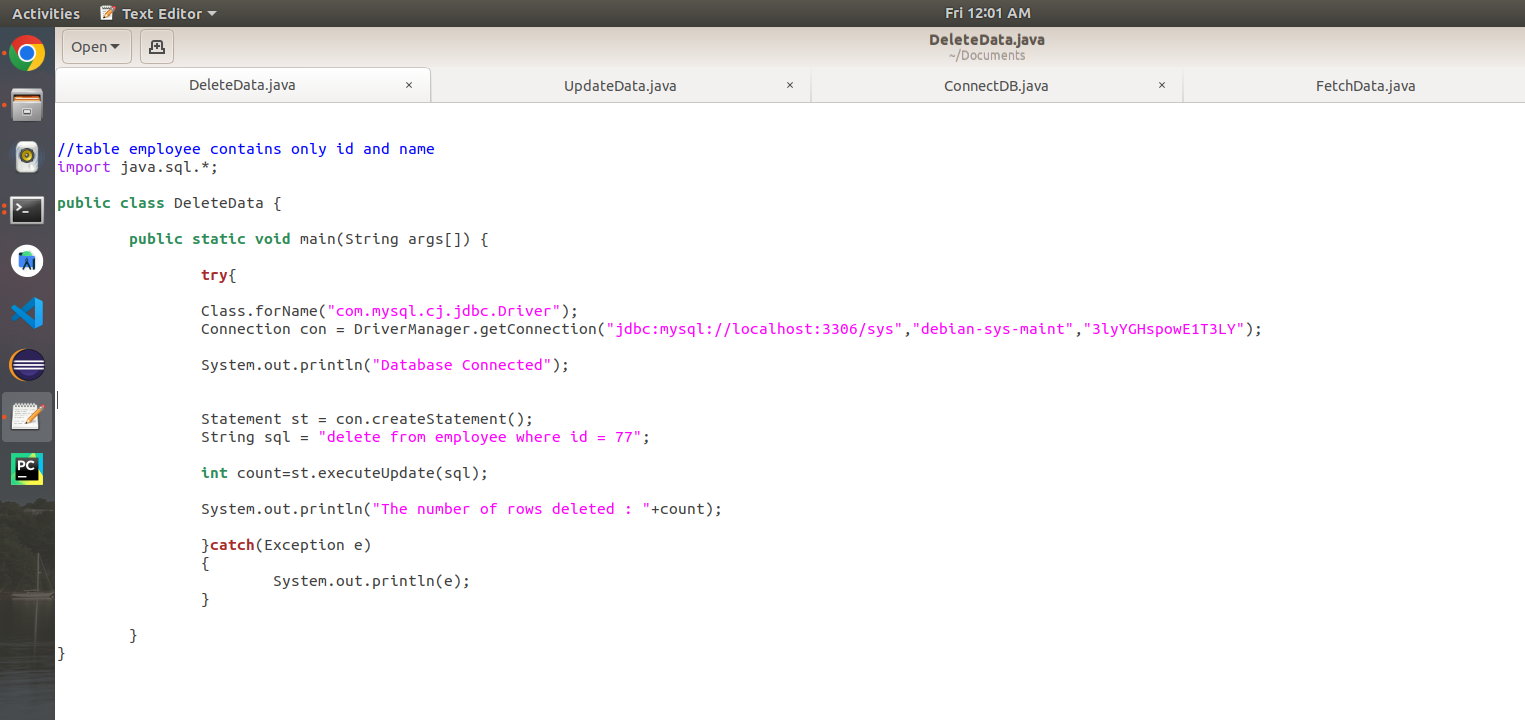 Activities Text Editor Fri 12:01 AM
Open DeleteData.java
~/Documents
DeleteData.java × UpdateData.java × ConnectDB.java × FetchData.java
//table employee contains only id and name
import java.sql.*;
public class DeleteData {
public static void main(String args[]) {
try{
Class.forName("com.mysql.cj.jdbc.Driver");
Connection con = DriverManager.getConnection("jdbc:mysql://localhost:3306/sys","debian-sys-maint","3lyYGHspowE1T3LY");
System.out.println("Database Connected");
Statement st = con.createStatement();
String sql = "delete from employee where id = 77";
int count=st.executeUpdate(sql);
System.out.println("The number of rows deleted : "+count);
}catch(Exception e)
{
System.out.println(e);
}
}
}
PC